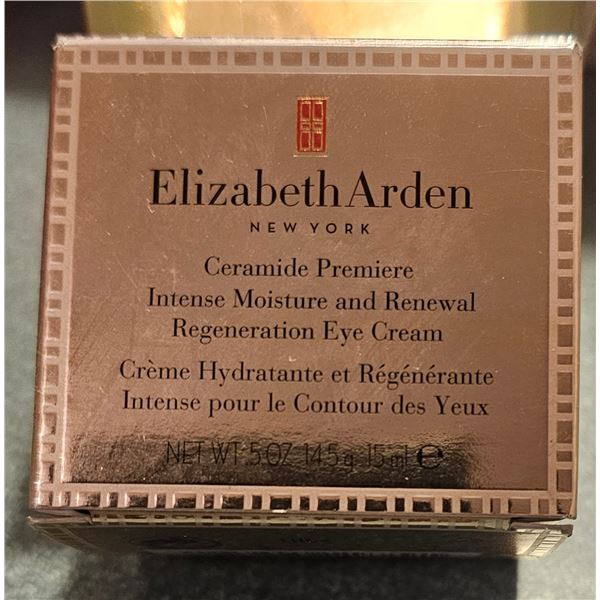 Elizabeth Arden
NEW YORK
Ceramide Premiere
Intense Moisture and Renewal
Regeneration Eye Cream
Crème Hydratante et Régénérante
Intense pour le Contour des Yeux
NET WT .5 OZ 14.5 g 15 ml ℮